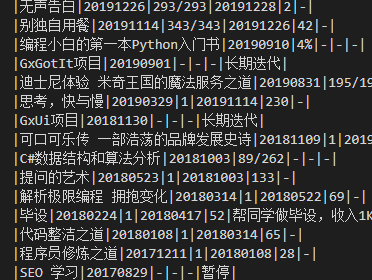 |无声告白|20191226|293/293|20191228|2|-|
|别独自用餐|20191114|343/343|20191226|42|-|
|编程小白的第一本Python入门书|20190910|4%|-|-|-|
|GxGotIt项目|20190901|-|-|-|长期迭代|
|迪士尼体验 米奇王国的魔法服务之道|20190831|195/19
|思考，快与慢|20190329|1|20191114|230|-|
|GxUi项目|20181130|-|-|-|长期迭代|
|可口可乐传 一部浩荡的品牌发展史诗|20181109|1|2019
|C#数据结构和算法分析|20181003|89/262|-|-|-|
|提问的艺术|20180523|1|20181003|133|-|
|解析极限编程 拥抱变化|20180314|1|20180522|69|-|
|毕设|20180224|1|20180417|52|帮同学做毕设，收入1K
|代码整洁之道|20180108|1|20180314|65|-|
|程序员修炼之道|20171211|1|20180108|28|-|
|SEO 学习|20170829|-|-|-|暂停|